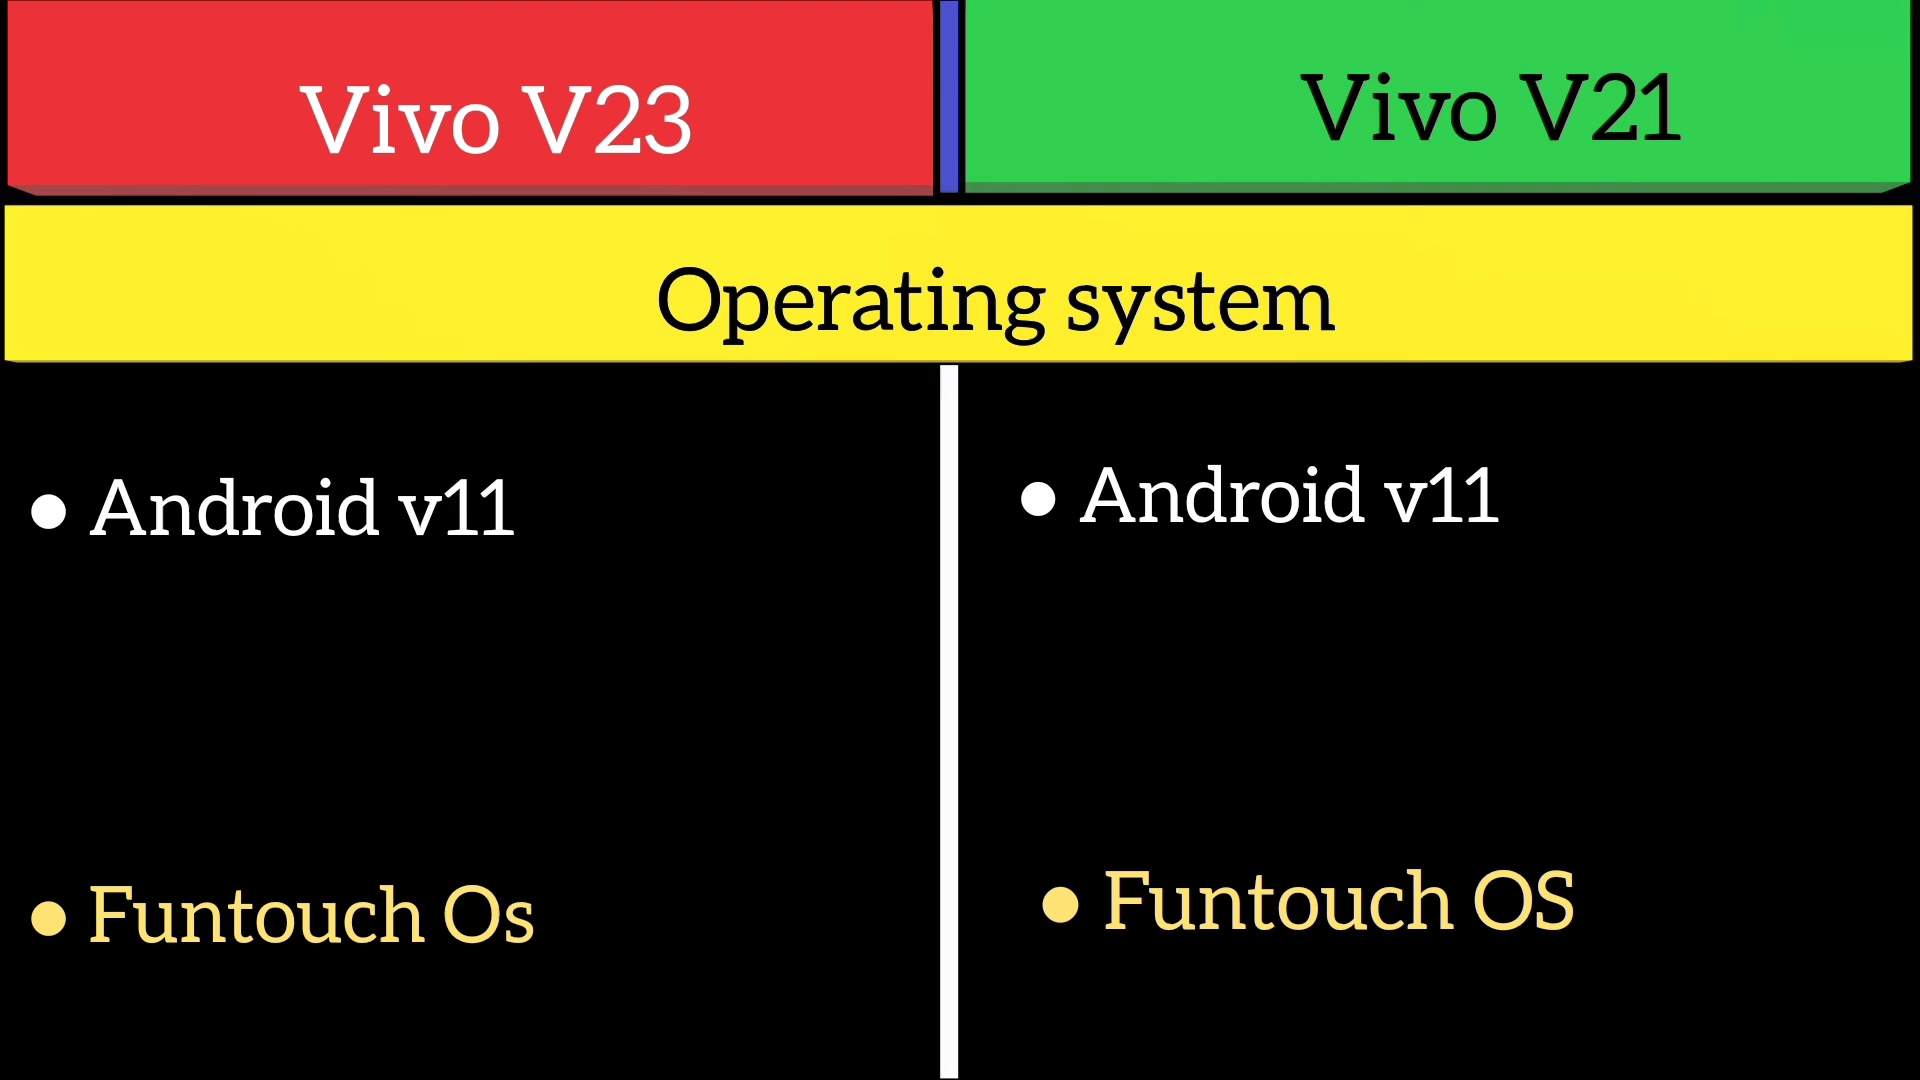 Vivo V23
Vivo V21
Operating system
• Android v11
• Android v11
• Funtouch Os
• Funtouch OS